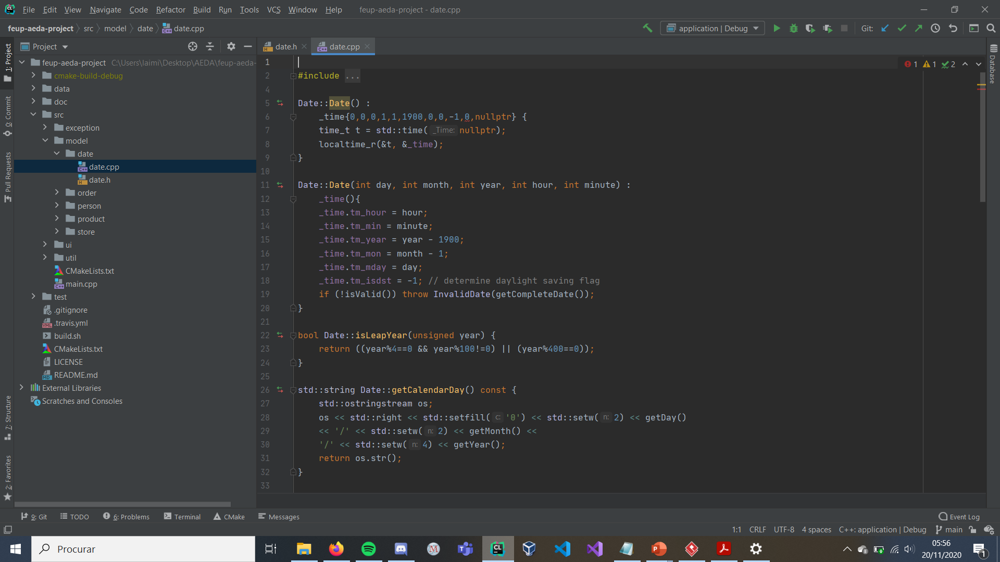 File Edit View Navigate Code Refactor Build Run Tools VCS Window Help feup-aeda-project - date.cpp
feup-aeda-project src model date date.cpp application | Debug Git:
1: Project
0: Commit
Pull Requests
7: Structure
2: Favorites
Project
feup-aeda-project C:\Users\laimi\Desktop\AEDA\feup-aeda-
cmake-build-debug
data
doc
src
exception
model
date
date.cpp
date.h
order
person
product
store
ui
util
CMakeLists.txt
main.cpp
test
.gitignore
.travis.yml
build.sh
CMakeLists.txt
LICENSE
README.md
External Libraries
Scratches and Consoles
date.h date.cpp
1 1 2
Database
1
2 #include ...
4
5 Date::Date() :
6 _time{0,0,0,1,1,1900,0,0,-1,0,nullptr} {
7 time_t t = std::time( _Time: nullptr);
8 localtime_r(&t, &_time);
9 }
10
11 Date::Date(int day, int month, int year, int hour, int minute) :
12 _time(){
13 _time.tm_hour = hour;
14 _time.tm_min = minute;
15 _time.tm_year = year - 1900;
16 _time.tm_mon = month - 1;
17 _time.tm_mday = day;
18 _time.tm_isdst = -1; // determine daylight saving flag
19 if (!isValid()) throw InvalidDate(getCompleteDate());
20 }
21
22 bool Date::isLeapYear(unsigned year) {
23 return ((year%4==0 && year%100!=0) || (year%400==0));
24 }
25
26 std::string Date::getCalendarDay() const {
27 std::ostringstream os;
28 os << std::right << std::setfill( c: '0') << std::setw( n: 2) << getDay()
29 << '/' << std::setw( n: 2) << getMonth() <<
30 '/' << std::setw( n: 4) << getYear();
31 return os.str();
32 }
33
9: Git TODO 6: Problems Terminal CMake Messages Event Log
1:1 CRLF UTF-8 4 spaces C++: application | Debug main
Procurar
05:56
20/11/2020
1